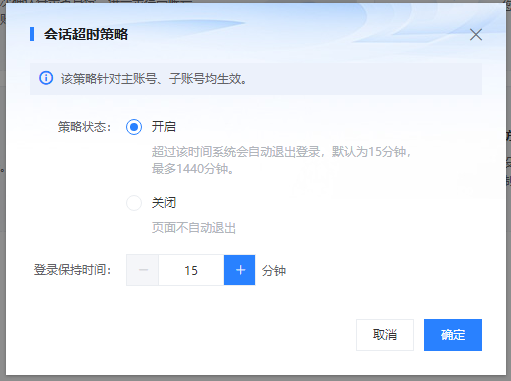 会话超时策略
该策略针对主账号、子账号均生效。
策略状态： 开启
超过该时间系统会自动退出登录，默认为15分钟，
最多1440分钟。
关闭
页面不自动退出
登录保持时间： − 15 + 分钟
取消 确定